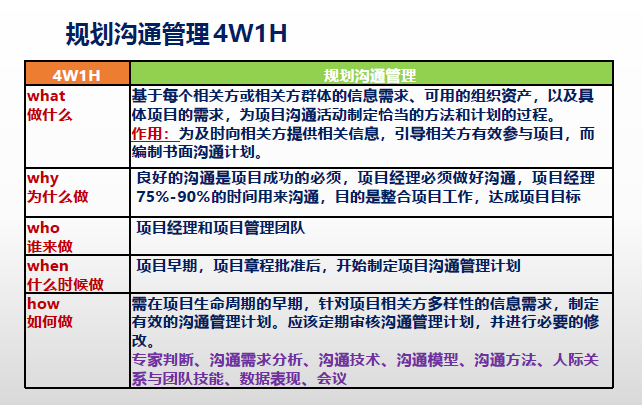 规划沟通管理4W1H
4W1H
规划沟通管理
what
做什么
基于每个相关方或相关方群体的信息需求、可用的组织资产，以及具
体项目的需求，为项目沟通活动制定恰当的方法和计划的过程。
作用：为及时向相关方提供相关信息，引导相关方有效参与项目，而
编制书面沟通计划。
why
为什么做
良好的沟通是项目成功的必须，项目经理必须做好沟通，项目经理
75%-90%的时间用来沟通，目的是整合项目工作，达成项目目标
who
谁来做
项目经理和项目管理团队
when
什么时候做
项目早期，项目章程批准后，开始制定项目沟通管理计划
how
如何做
需在项目生命周期的早期，针对项目相关方多样性的信息需求，制定
有效的沟通管理计划。应该定期审核沟通管理计划，并进行必要的修
改。
专家判断、沟通需求分析、沟通技术、沟通模型、沟通方法、人际关
系与团队技能、数据表现、会议